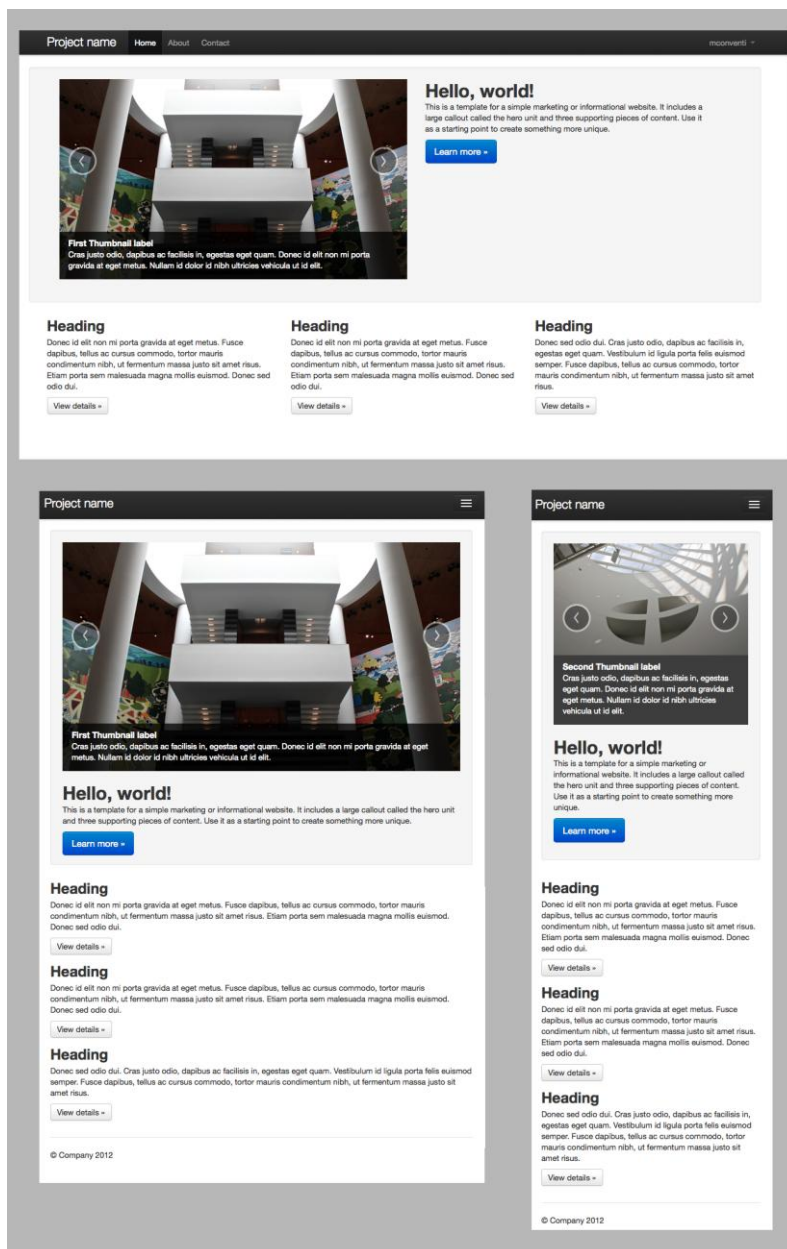 Project name Home About Contact mconventi
Hello, world!
This is a template for a simple marketing or informational website. It includes a
large callout called the hero unit and three supporting pieces of content. Use it
as a starting point to create something more unique.
Learn more »
First Thumbnail label
Cras justo odio, dapibus ac facilisis in, egestas eget quam. Donec id elit non mi porta
gravida at eget metus. Nullam id dolor id nibh ultricies vehicula ut id elit.
Heading
Donec id elit non mi porta gravida at eget metus. Fusce
dapibus, tellus ac cursus commodo, tortor mauris
condimentum nibh, ut fermentum massa justo sit amet risus.
Etiam porta sem malesuada magna mollis euismod. Donec sed
odio dui.
View details »
Heading
Donec id elit non mi porta gravida at eget metus. Fusce
dapibus, tellus ac cursus commodo, tortor mauris
condimentum nibh, ut fermentum massa justo sit amet risus.
Etiam porta sem malesuada magna mollis euismod. Donec sed
odio dui.
View details »
Heading
Donec sed odio dui. Cras justo odio, dapibus ac facilisis in,
egestas eget quam. Vestibulum id ligula porta felis euismod
semper. Fusce dapibus, tellus ac cursus commodo, tortor
mauris condimentum nibh, ut fermentum massa justo sit amet
risus.
View details »
Project name
First Thumbnail label
Cras justo odio, dapibus ac facilisis in, egestas eget quam. Donec id elit non mi porta gravida at eget
metus. Nullam id dolor id nibh ultricies vehicula ut id elit.
Hello, world!
This is a template for a simple marketing or informational website. It includes a large callout called the hero unit
and three supporting pieces of content. Use it as a starting point to create something more unique.
Learn more »
Heading
Donec id elit non mi porta gravida at eget metus. Fusce dapibus, tellus ac cursus commodo, tortor mauris
condimentum nibh, ut fermentum massa justo sit amet risus. Etiam porta sem malesuada magna mollis euismod.
Donec sed odio dui.
View details »
Heading
Donec id elit non mi porta gravida at eget metus. Fusce dapibus, tellus ac cursus commodo, tortor mauris
condimentum nibh, ut fermentum massa justo sit amet risus. Etiam porta sem malesuada magna mollis euismod.
Donec sed odio dui.
View details »
Heading
Donec sed odio dui. Cras justo odio, dapibus ac facilisis in, egestas eget quam. Vestibulum id ligula porta felis euismod
semper. Fusce dapibus, tellus ac cursus commodo, tortor mauris condimentum nibh, ut fermentum massa justo sit
amet risus.
View details »
© Company 2012
Project name
Second Thumbnail label
Cras justo odio, dapibus ac facilisis in, egestas
eget quam. Donec id elit non mi porta gravida at
eget metus. Nullam id dolor id nibh ultricies
vehicula ut id elit.
Hello, world!
This is a template for a simple marketing or
informational website. It includes a large callout called
the hero unit and three supporting pieces of content.
Use it as a starting point to create something more
unique.
Learn more »
Heading
Donec id elit non mi porta gravida at eget metus. Fusce
dapibus, tellus ac cursus commodo, tortor mauris
condimentum nibh, ut fermentum massa justo sit amet risus.
Etiam porta sem malesuada magna mollis euismod. Donec
sed odio dui.
View details »
Heading
Donec id elit non mi porta gravida at eget metus. Fusce
dapibus, tellus ac cursus commodo, tortor mauris
condimentum nibh, ut fermentum massa justo sit amet risus.
Etiam porta sem malesuada magna mollis euismod. Donec
sed odio dui.
View details »
Heading
Donec sed odio dui. Cras justo odio, dapibus ac facilisis in,
egestas eget quam. Vestibulum id ligula porta felis euismod
semper. Fusce dapibus, tellus ac cursus commodo, tortor
mauris condimentum nibh, ut fermentum massa justo sit
amet risus.
View details »
© Company 2012